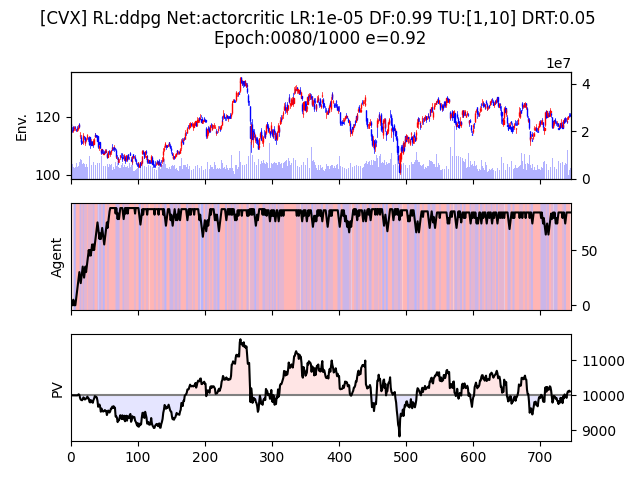 [CVX] RL:ddpg Net:actorcritic LR:1e-05 DF:0.99 TU:[1,10] DRT:0.05
Epoch:0080/1000 e=0.92
1e7
Env.
120
100
4
2
0
Agent
50
0
PV
11000
10000
9000
0 100 200 300 400 500 600 700